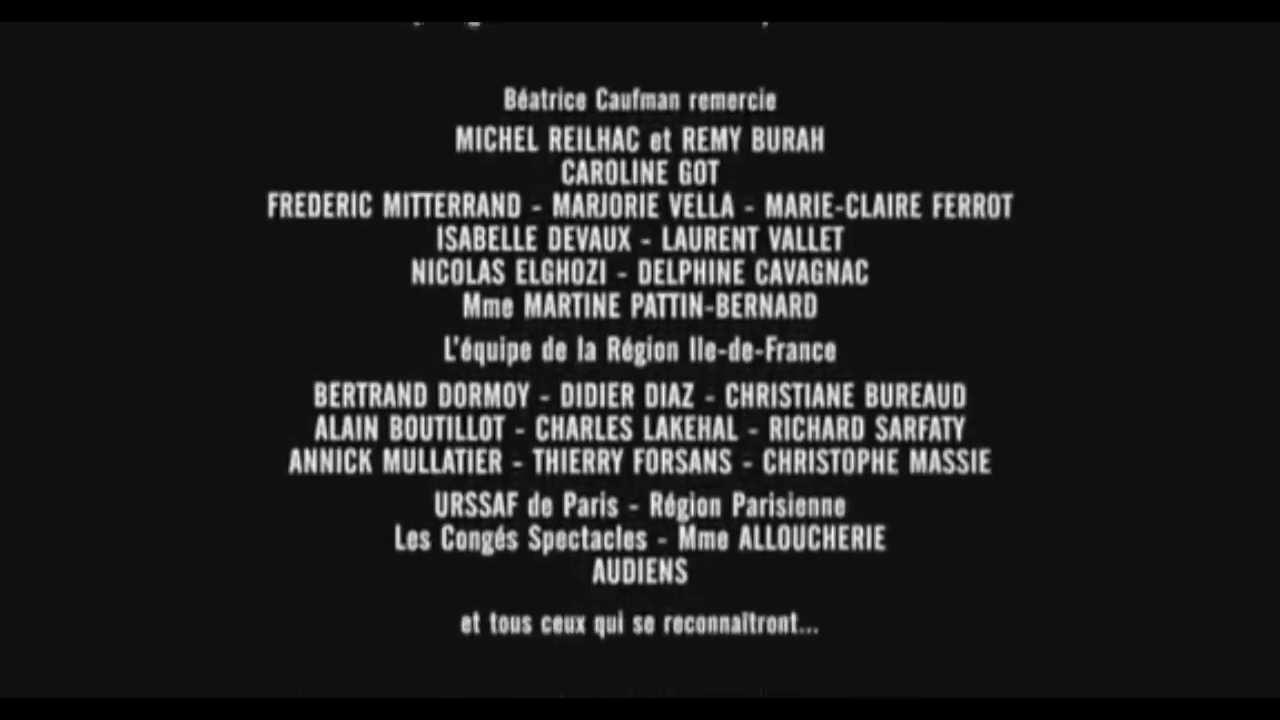 Béatrice Caufman remercie
MICHEL REILHAC et REMY BURAH
CAROLINE GOT
FREDERIC MITTERRAND - MARJORIE VELLA - MARIE-CLAIRE FERROT
ISABELLE DEVAUX - LAURENT VALLET
NICOLAS ELGHOZI - DELPHINE CAVAGNAC
Mme MARTINE PATTIN-BERNARD
L'équipe de la Région Ile-de-France
BERTRAND DORMOY - DIDIER DIAZ - CHRISTIANE BUREAUD
ALAIN BOUTILLOT - CHARLES LAKEHAL - RICHARD SARFATY
ANNICK MULLATIER - THIERRY FORSANS - CHRISTOPHE MASSIE
URSSAF de Paris - Région Parisienne
Les Congés Spectacles - Mme ALLOUCHERIE
AUDIENS
et tous ceux qui se reconnaîtront...